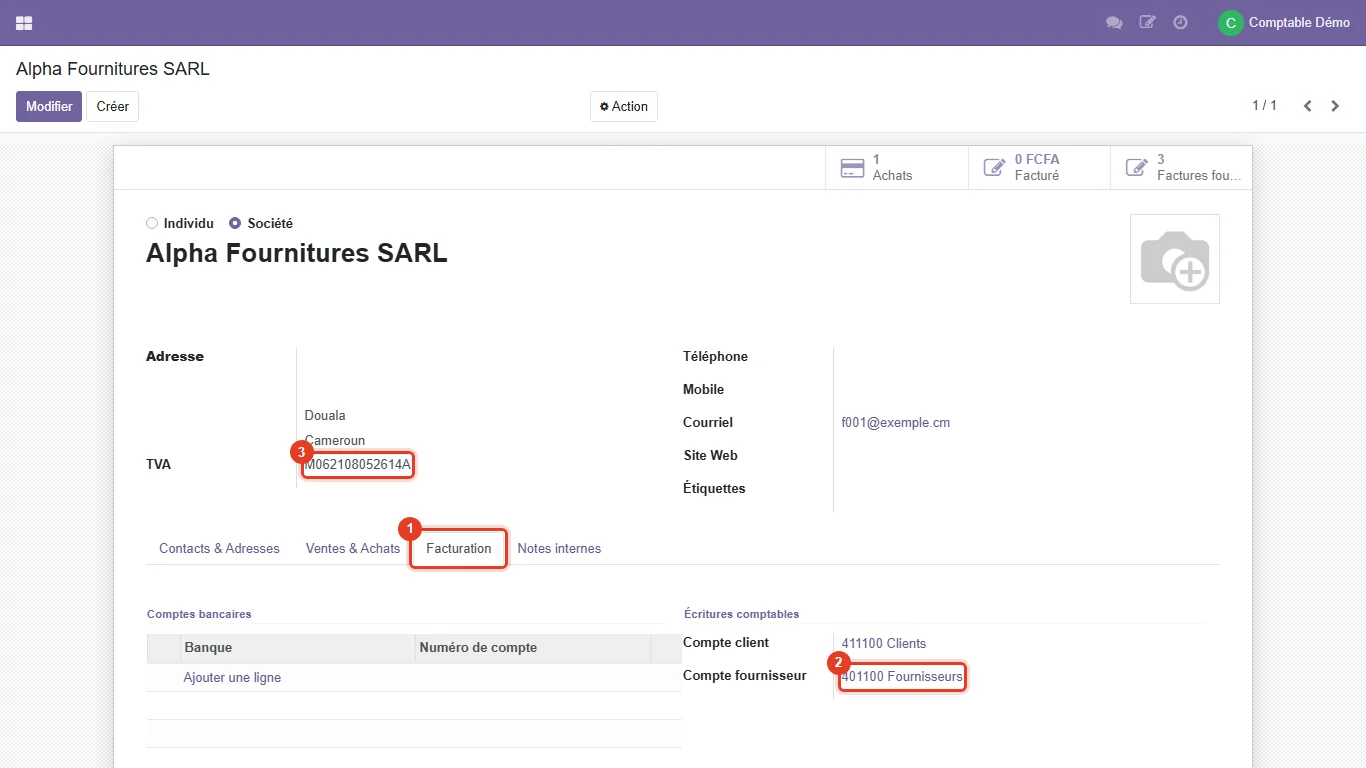 C Comptable Démo
Alpha Fournitures SARL
Modifier Créer Action 1 / 1
1 Achats
0 FCFA Facturé
3 Factures fou...
Individu Société
Alpha Fournitures SARL
Adresse
Douala
Cameroun
3
TVA M062108052614A
Téléphone
Mobile
Courriel f001@exemple.cm
Site Web
Étiquettes
1
Contacts & Adresses Ventes & Achats Facturation Notes internes
Comptes bancaires
Banque Numéro de compte
Ajouter une ligne
Écritures comptables
Compte client 411100 Clients
2
Compte fournisseur 401100 Fournisseurs